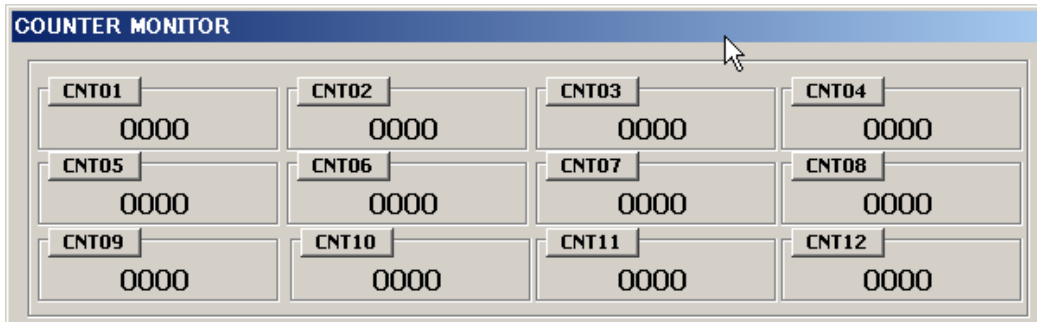 COUNTER MONITOR
CNT01 CNT02 CNT03 CNT04
0000 0000 0000 0000
CNT05 CNT06 CNT07 CNT08
0000 0000 0000 0000
CNT09 CNT10 CNT11 CNT12
0000 0000 0000 0000